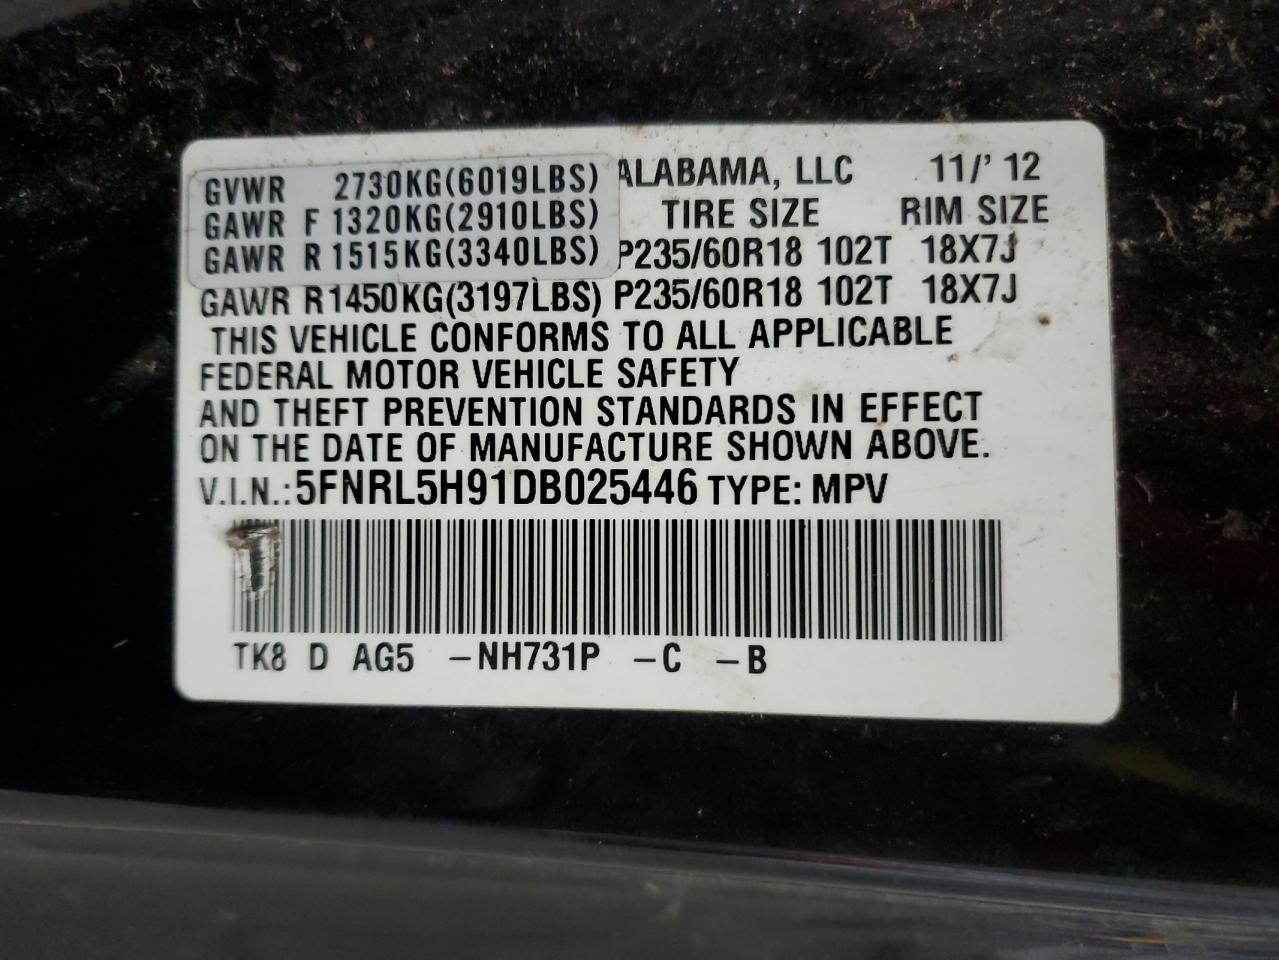 ALABAMA, LLC 11/' 12
GVWR 2730KG(6019LBS)
TIRE SIZE RIM SIZE
GAWR F 1320KG(2910LBS)
P235/60R18 102T 18X7J
GAWR R 1515KG(3340LBS)
GAWR R1450KG(3197LBS) P235/60R18 102T 18X7J
THIS VEHICLE CONFORMS TO ALL APPLICABLE
FEDERAL MOTOR VEHICLE SAFETY
AND THEFT PREVENTION STANDARDS IN EFFECT
ON THE DATE OF MANUFACTURE SHOWN ABOVE.
V.I.N.: 5FNRL5H91DB025446 TYPE: MPV
TK8 D AG5 -NH731P -C -B